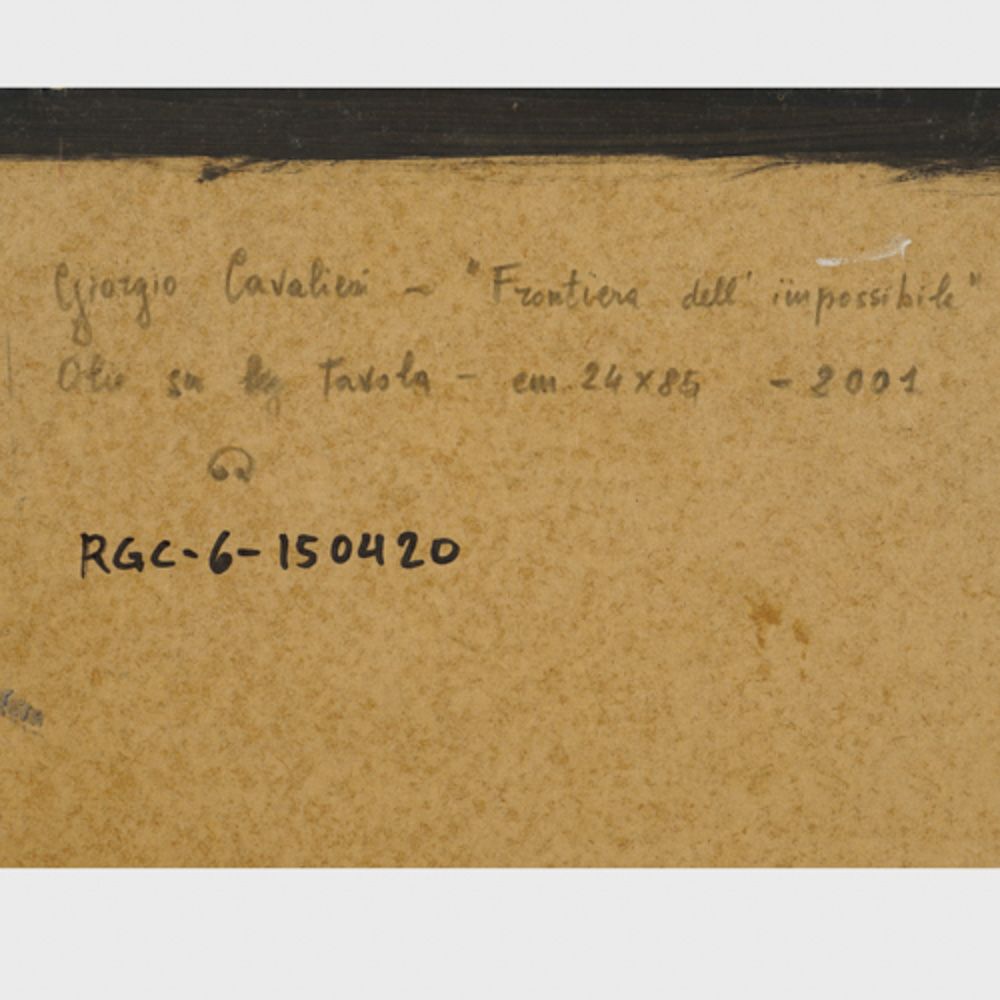 Giorgio Cavalieri - "Frontiera dell' impossibile"
Olio su Tavola - cm 24x85 - 2001
RGC-6-150420